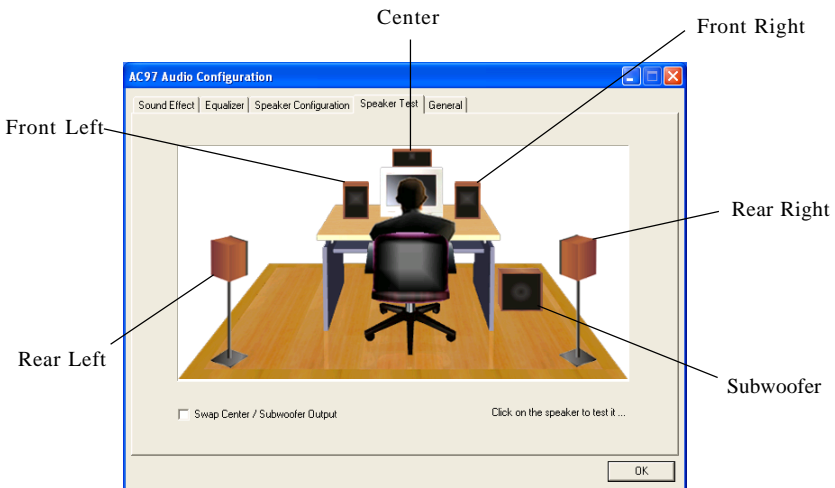 Center
Front Right
AC97 Audio Configuration
Sound Effect Equalizer Speaker Configuration Speaker Test General
Front Left
Rear Right
Rear Left
Subwoofer
Swap Center / Subwoofer Output
Click on the speaker to test it ...
OK